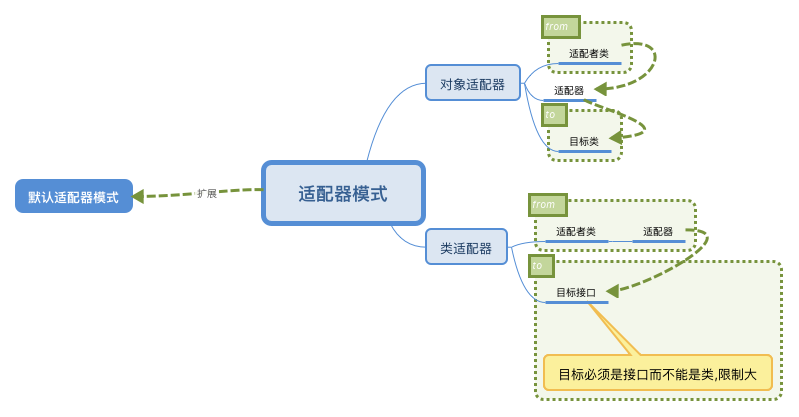 from
适配者类
对象适配器
适配器
to
目标类
默认适配器模式
扩展
适配器模式
from
适配者类
适配器
类适配器
to
目标接口
目标必须是接口而不能是类,限制大